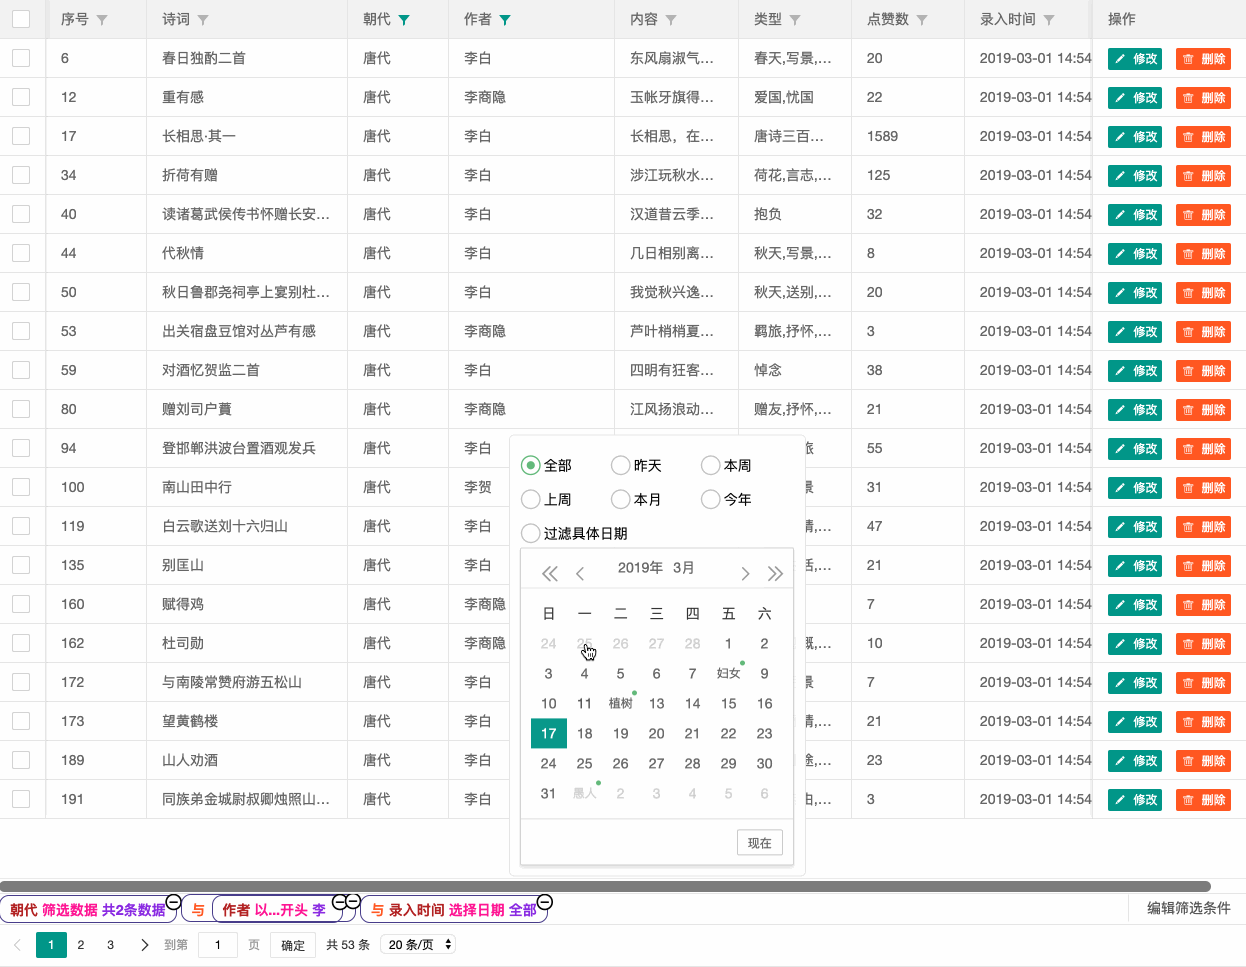 序号 诗词 朝代 作者 内容 类型 点赞数 录入时间 操作
6 春日独酌二首 唐代 李白 东风扇淑气... 春天,写景,... 20 2019-03-01 14:54 修改 删除
12 重有感 唐代 李商隐 玉帐牙旗得... 爱国,忧国 22 2019-03-01 14:54 修改 删除
17 长相思·其一 唐代 李白 长相思，在... 唐诗三百... 1589 2019-03-01 14:54 修改 删除
34 折荷有赠 唐代 李白 涉江玩秋水... 荷花,言志,... 125 2019-03-01 14:54 修改 删除
40 读诸葛武侯传书怀赠长安... 唐代 李白 汉道昔云季... 抱负 32 2019-03-01 14:54 修改 删除
44 代秋情 唐代 李白 几日相别离... 秋天,写景,... 8 2019-03-01 14:54 修改 删除
50 秋日鲁郡尧祠亭上宴别杜... 唐代 李白 我觉秋兴逸... 秋天,送别,... 20 2019-03-01 14:54 修改 删除
53 出关宿盘豆馆对丛芦有感 唐代 李商隐 芦叶梢梢夏... 羁旅,抒怀,... 3 2019-03-01 14:54 修改 删除
59 对酒忆贺监二首 唐代 李白 四明有狂客... 悼念 38 2019-03-01 14:54 修改 删除
80 赠刘司户蕡 唐代 李商隐 江风扬浪动... 赠友,抒怀,... 21 2019-03-01 14:54 修改 删除
94 登邯郸洪波台置酒观发兵 唐代 李白 55 2019-03-01 14:54 修改 删除
100 南山田中行 唐代 李贺 景 31 2019-03-01 14:54 修改 删除
119 白云歌送刘十六归山 唐代 李白 情,... 47 2019-03-01 14:54 修改 删除
135 别匡山 唐代 李白 活,... 21 2019-03-01 14:54 修改 删除
160 赋得鸡 唐代 李商隐 7 2019-03-01 14:54 修改 删除
162 杜司勋 唐代 李商隐 10 2019-03-01 14:54 修改 删除
172 与南陵常赞府游五松山 唐代 李白 景 7 2019-03-01 14:54 修改 删除
173 望黄鹤楼 唐代 李白 情,... 21 2019-03-01 14:54 修改 删除
189 山人劝酒 唐代 李白 23 2019-03-01 14:54 修改 删除
191 同族弟金城尉叔卿烛照山... 唐代 李白 3 2019-03-01 14:54 修改 删除
全部 昨天 本周
上周 本月 今年
过滤具体日期
2019年 3月
日 一 二 三 四 五 六
24 25 26 27 28 1 2
3 4 5 6 7 妇女 9
10 11 植树 13 14 15 16
17 18 19 20 21 22 23
24 25 26 27 28 29 30
31 愚人 2 3 4 5 6
现在
朝代 筛选数据 共2条数据 与 作者 以...开头 李 与 录入时间 选择日期 全部 编辑筛选条件
1 2 3 到第 1 页 确定 共 53 条 20 条/页